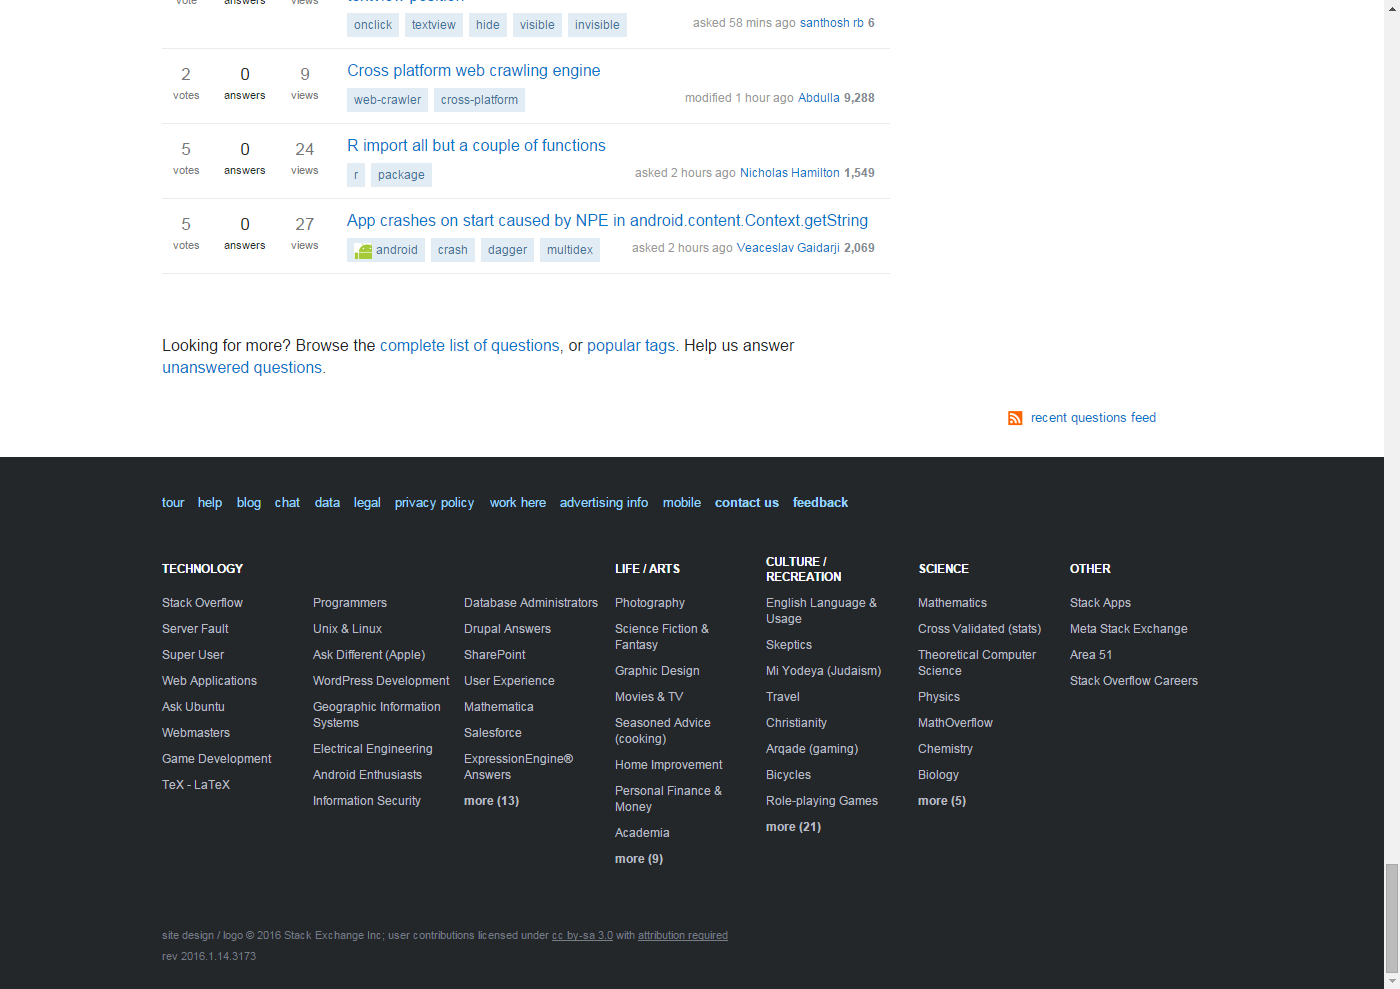 vote answers views
textview position
onclick textview hide visible invisible asked 58 mins ago santhosh rb 6
2 0 9 Cross platform web crawling engine
votes answers views
web-crawler cross-platform modified 1 hour ago Abdulla 9,288
5 0 24 R import all but a couple of functions
votes answers views
r package asked 2 hours ago Nicholas Hamilton 1,549
5 0 27 App crashes on start caused by NPE in android.content.Context.getString
votes answers views
android crash dagger multidex asked 2 hours ago Veaceslav Gaidarji 2,069
Looking for more? Browse the complete list of questions, or popular tags. Help us answer
unanswered questions.
recent questions feed
tour help blog chat data legal privacy policy work here advertising info mobile contact us feedback
TECHNOLOGY
Stack Overflow
Server Fault
Super User
Web Applications
Ask Ubuntu
Webmasters
Game Development
TeX - LaTeX
Programmers
Unix & Linux
Ask Different (Apple)
WordPress Development
Geographic Information
Systems
Electrical Engineering
Android Enthusiasts
Information Security
Database Administrators
Drupal Answers
SharePoint
User Experience
Mathematica
Salesforce
ExpressionEngine®
Answers
more (13)
LIFE / ARTS
Photography
Science Fiction &
Fantasy
Graphic Design
Movies & TV
Seasoned Advice
(cooking)
Home Improvement
Personal Finance &
Money
Academia
more (9)
CULTURE /
RECREATION
English Language &
Usage
Skeptics
Mi Yodeya (Judaism)
Travel
Christianity
Arqade (gaming)
Bicycles
Role-playing Games
more (21)
SCIENCE
Mathematics
Cross Validated (stats)
Theoretical Computer
Science
Physics
MathOverflow
Chemistry
Biology
more (5)
OTHER
Stack Apps
Meta Stack Exchange
Area 51
Stack Overflow Careers
site design / logo © 2016 Stack Exchange Inc; user contributions licensed under cc by-sa 3.0 with attribution required
rev 2016.1.14.3173